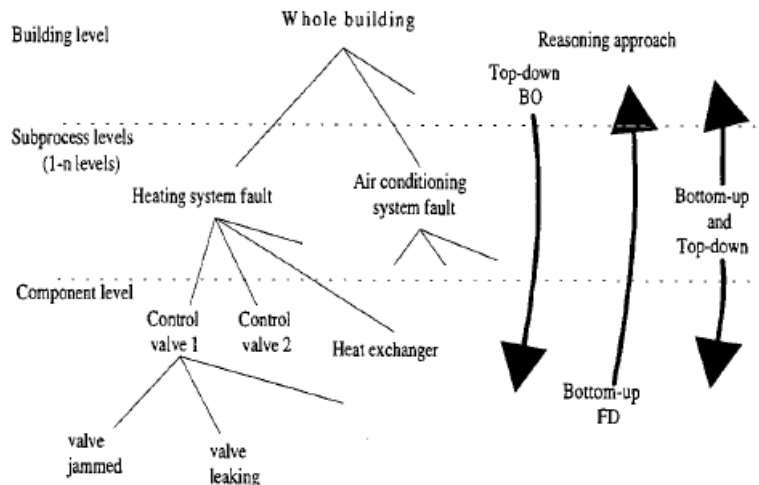 Whole building
Building level
Reasoning approach
Top-down
BO
Subprocess levels
(1-n levels)
Heating system fault
Air conditioning
system fault
Bottom-up
and
Top-down
Component level
Control
valve 1
Control
valve 2
Heat exchanger
Bottom-up
FD
valve
jammed
valve
leaking